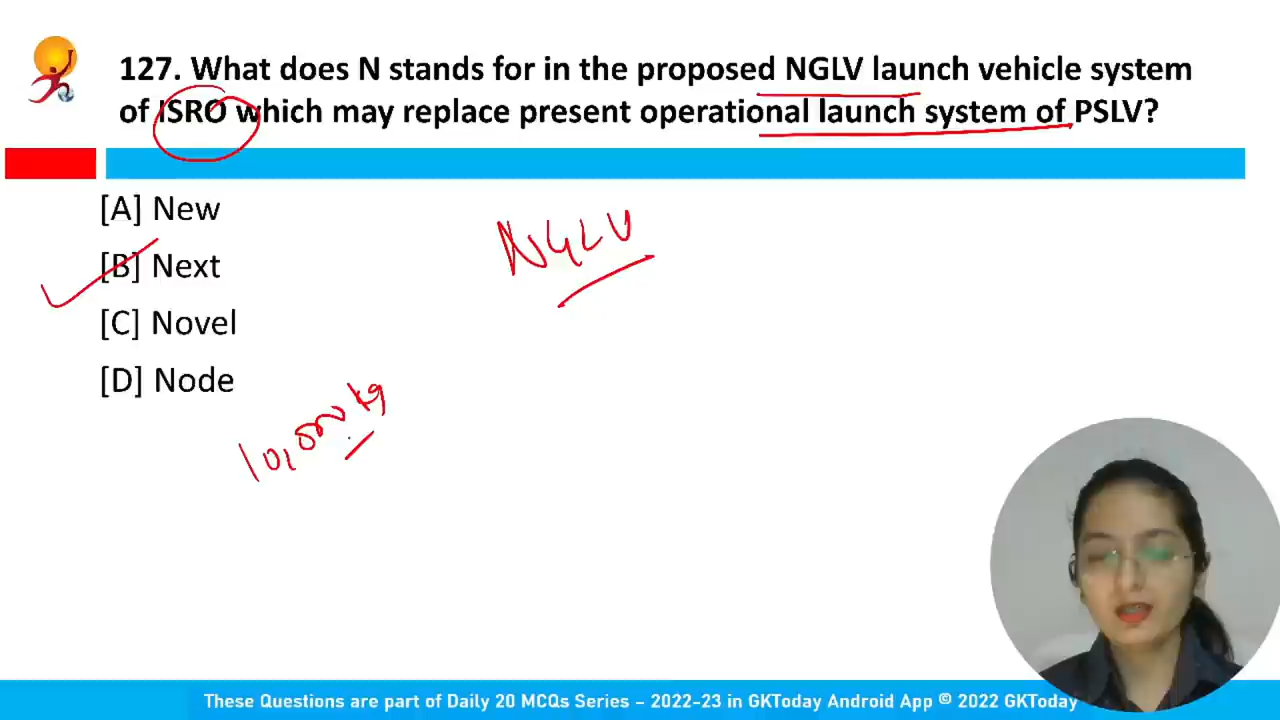 127. What does N stands for in the proposed NGLV launch vehicle system
of ISRO which may replace present operational launch system of PSLV?
[A] New
NGLV
[B] Next
[C] Novel
[D] Node
10,000 kg
These Questions are part of Daily 20 MCQs Series – 2022-23 in GKToday Android App © 2022 GKToday